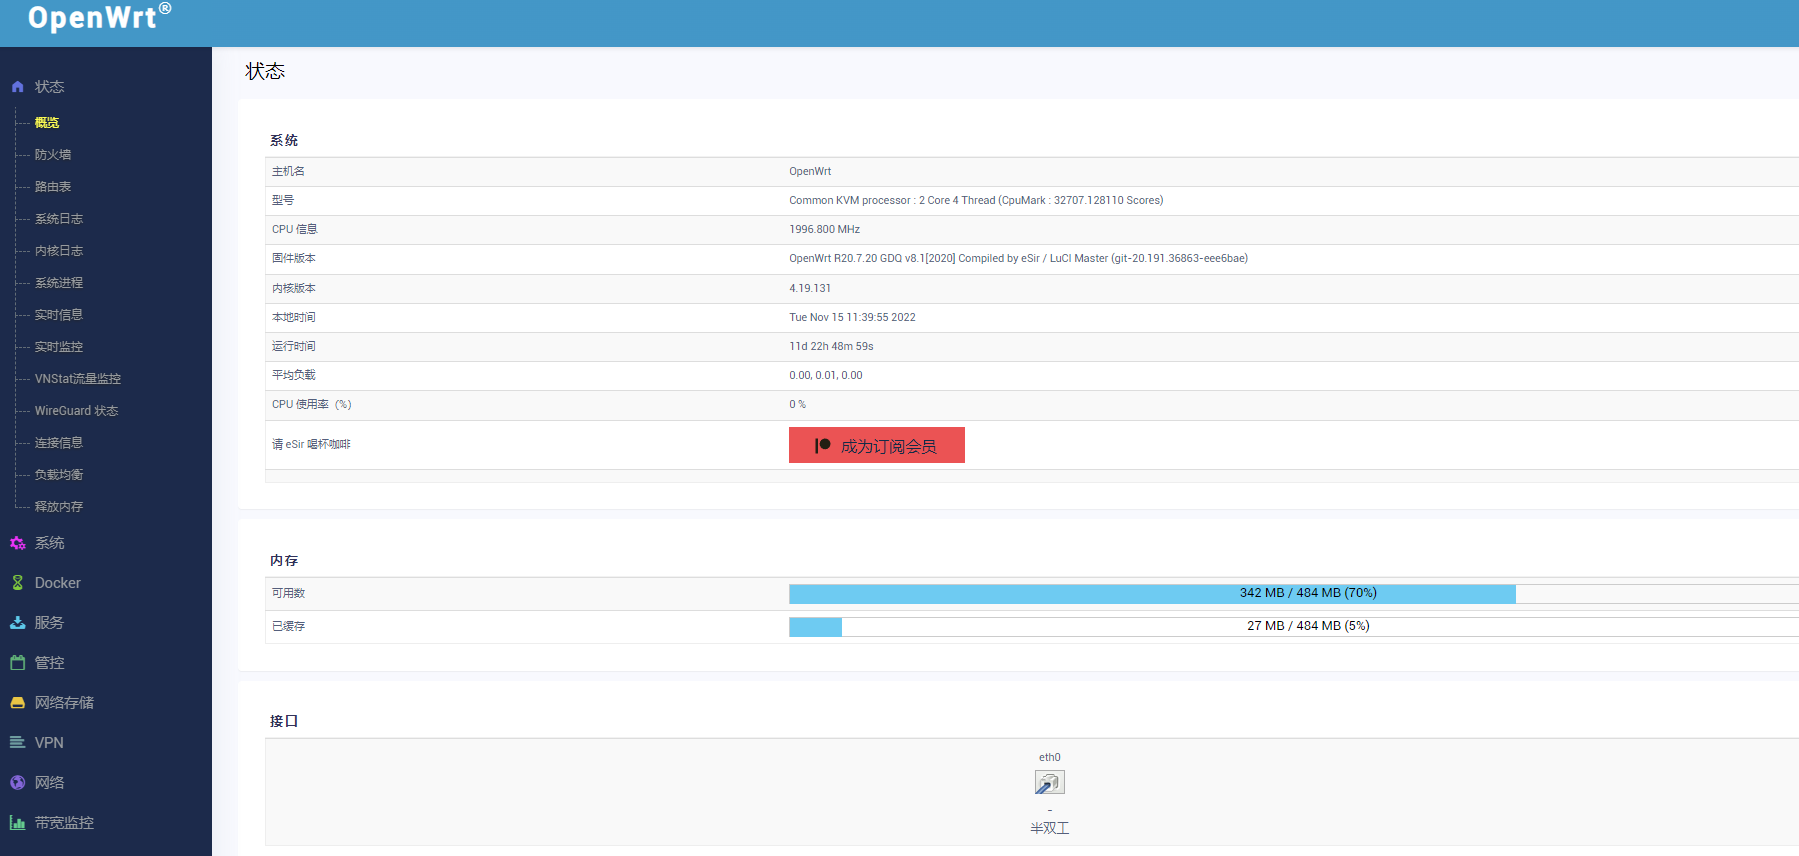 OpenWrt®
状态
概览
防火墙
路由表
系统日志
内核日志
系统进程
实时信息
实时监控
VNStat流量监控
WireGuard 状态
连接信息
负载均衡
释放内存
系统
Docker
服务
管控
网络存储
VPN
网络
带宽监控
状态
系统
主机名 OpenWrt
型号 Common KVM processor : 2 Core 4 Thread (CpuMark : 32707.128110 Scores)
CPU 信息 1996.800 MHz
固件版本 OpenWrt R20.7.20 GDQ v8.1[2020] Compiled by eSir / LuCI Master (git-20.191.36863-eee6bae)
内核版本 4.19.131
本地时间 Tue Nov 15 11:39:55 2022
运行时间 11d 22h 48m 59s
平均负载 0.00, 0.01, 0.00
CPU 使用率（%） 0 %
请 eSir 喝杯咖啡 成为订阅会员
内存
可用数 342 MB / 484 MB (70%)
已缓存 27 MB / 484 MB (5%)
接口
eth0
-
半双工